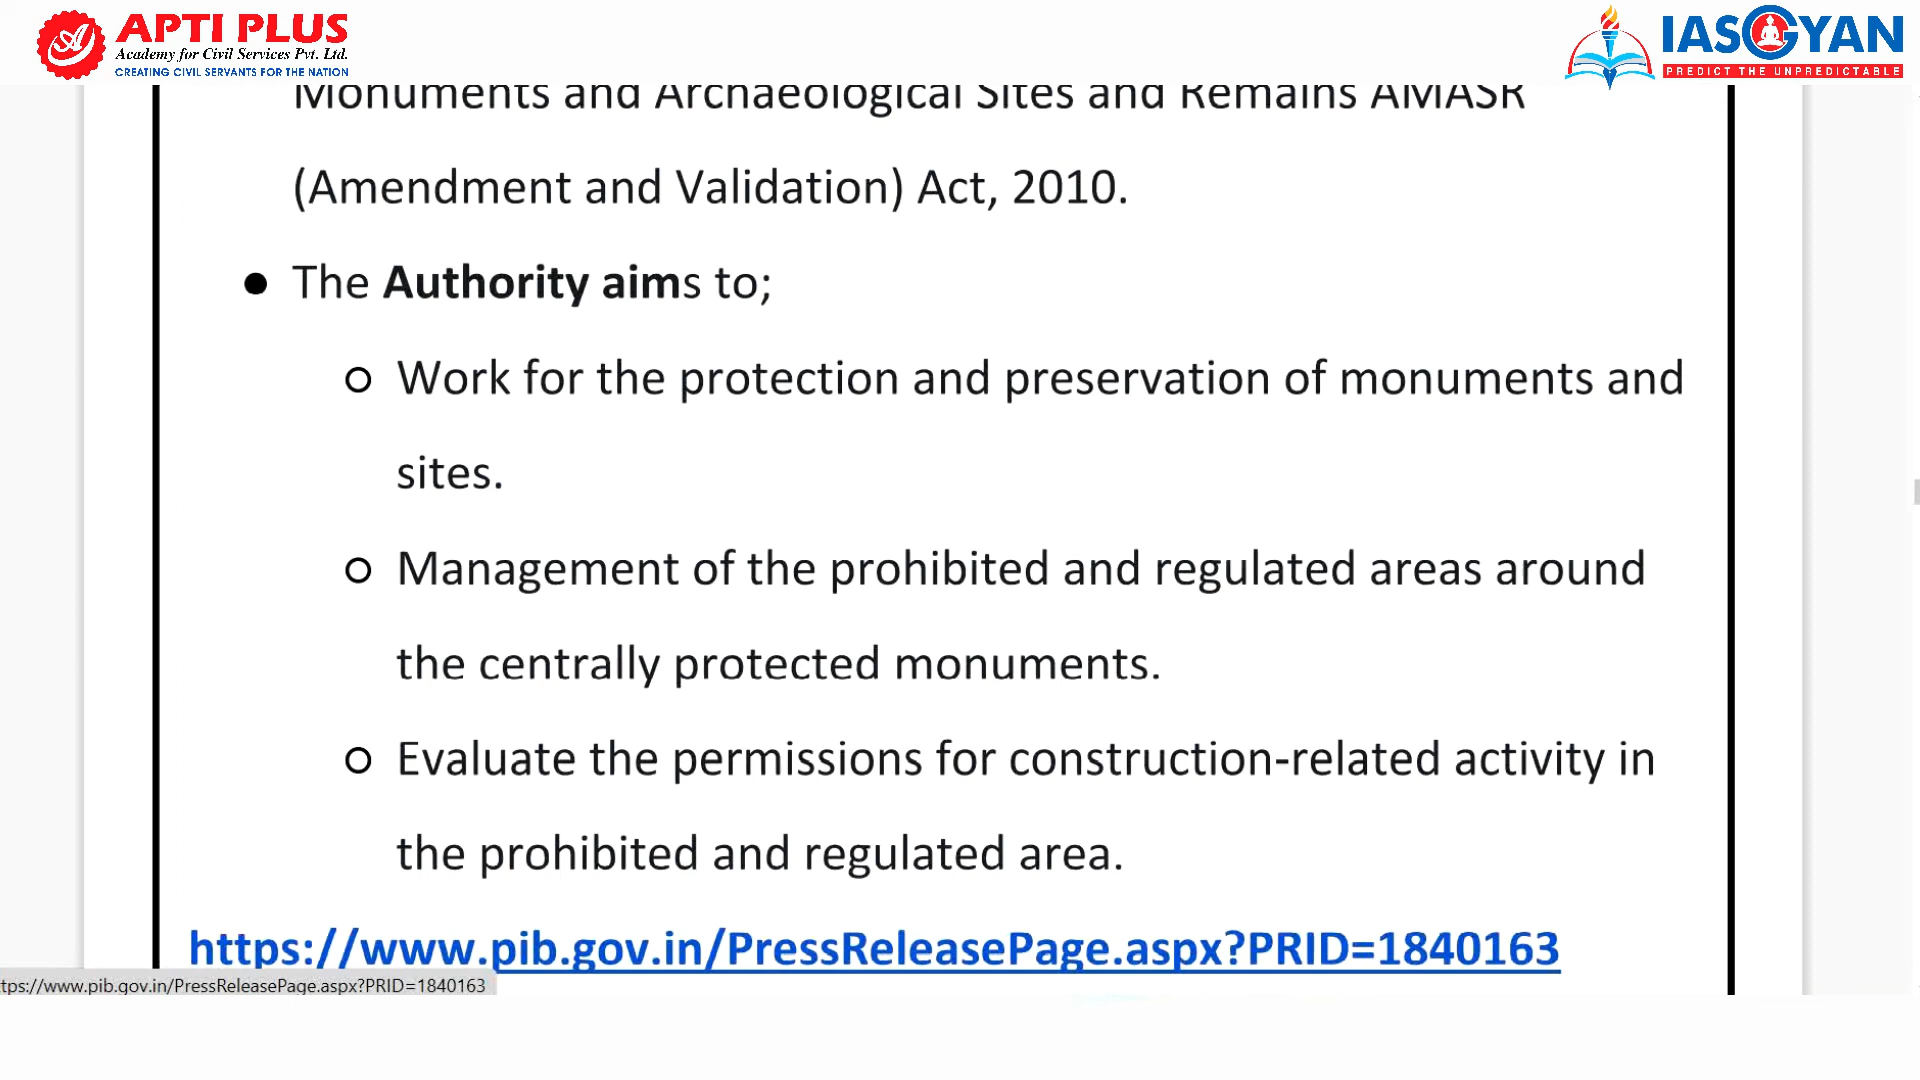 APTI PLUS
Academy for Civil Services Pvt. Ltd.
CREATING CIVIL SERVANTS FOR THE NATION
IASGYAN
PREDICT THE UNPREDICTABLE
Monuments and Archaeological Sites and Remains AMASR
(Amendment and Validation) Act, 2010.
● The Authority aims to;
o Work for the protection and preservation of monuments and
sites.
o Management of the prohibited and regulated areas around
the centrally protected monuments.
o Evaluate the permissions for construction-related activity in
the prohibited and regulated area.
https://www.pib.gov.in/PressReleasePage.aspx?PRID=1840163
tps://www.pib.gov.in/PressReleasePage.aspx?PRID=1840163